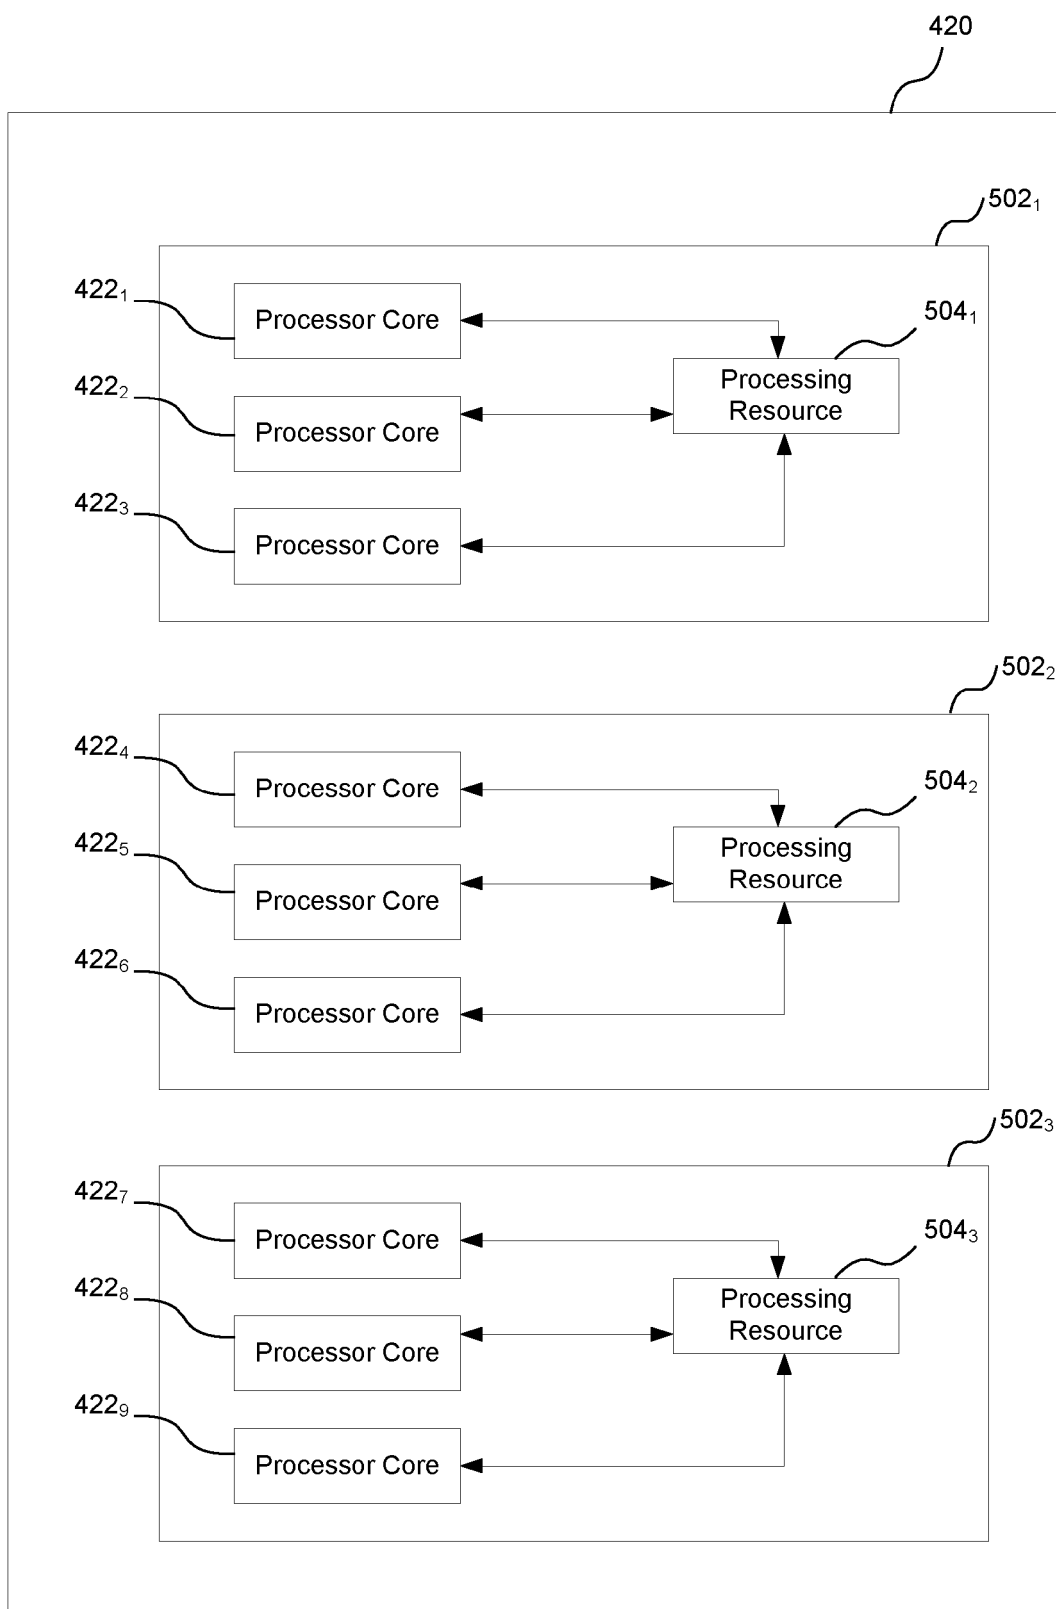 420
502₁
422₁
Processor Core
504₁
Processing
Resource
422₂
Processor Core
422₃
Processor Core
502₂
422₄
Processor Core
504₂
Processing
Resource
422₅
Processor Core
422₆
Processor Core
502₃
422₇
Processor Core
504₃
Processing
Resource
422₈
Processor Core
422₉
Processor Core